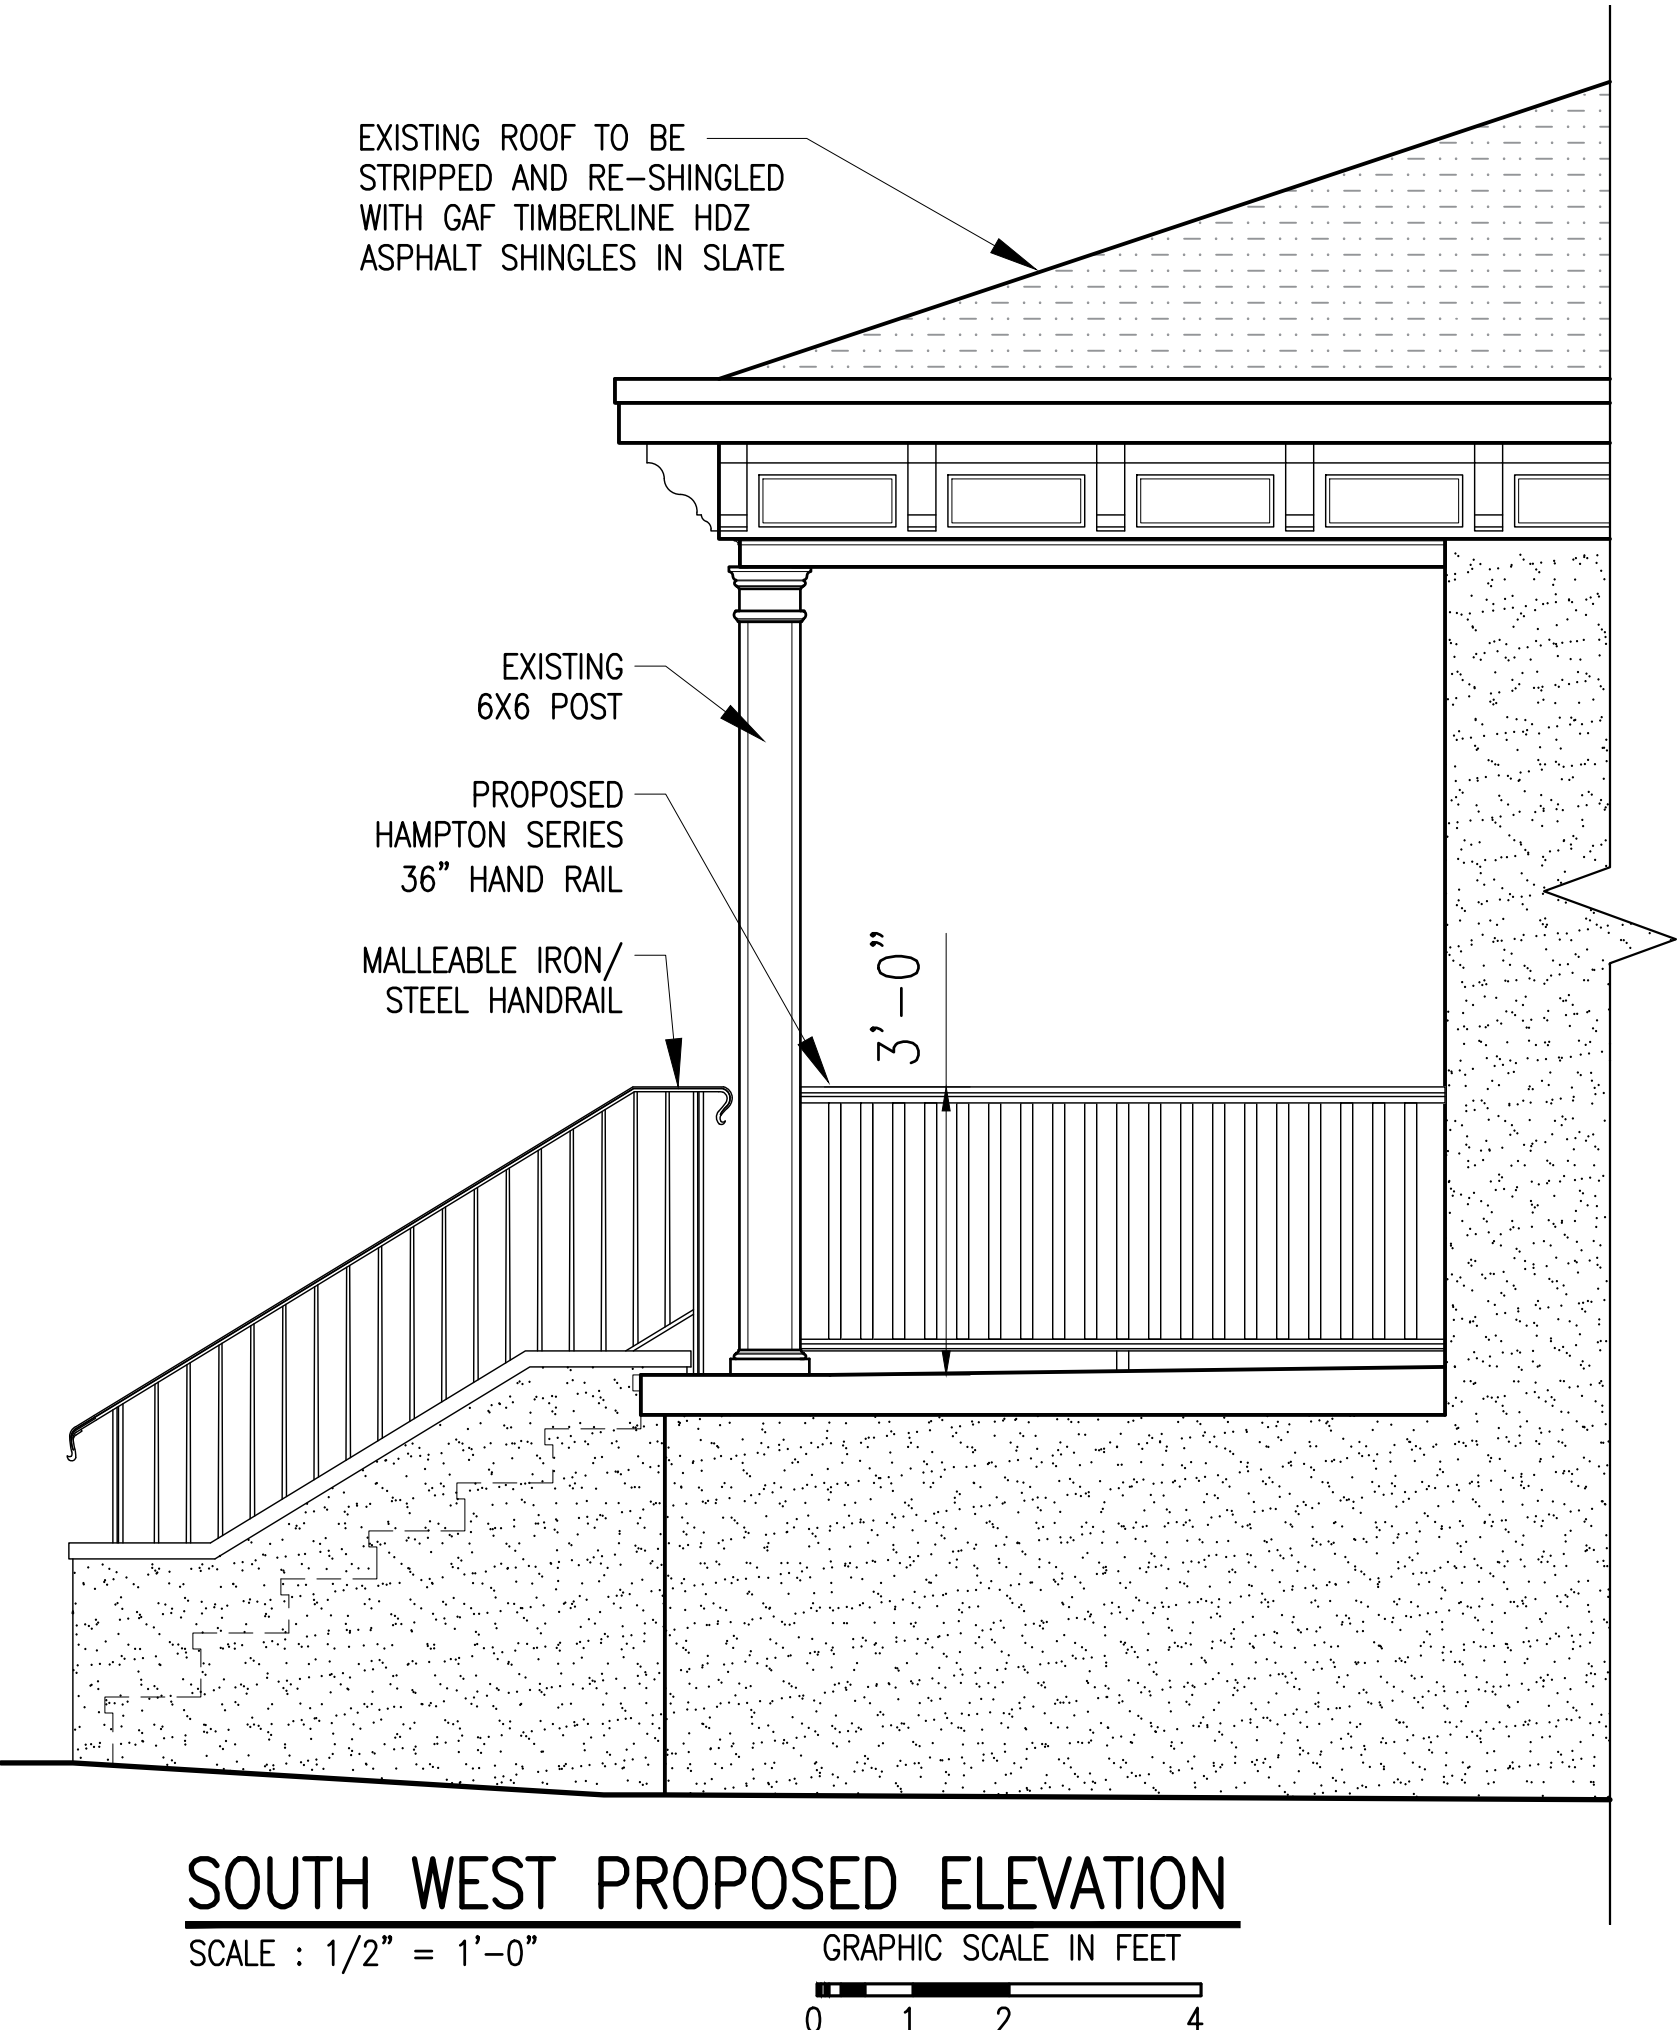 EXISTING ROOF TO BE
STRIPPED AND RE-SHINGLED
WITH GAF TIMBERLINE HDZ
ASPHALT SHINGLES IN SLATE
EXISTING
6X6 POST
PROPOSED
HAMPTON SERIES
36" HAND RAIL
MALLEABLE IRON/
STEEL HANDRAIL
3'-0"
SOUTH WEST PROPOSED ELEVATION
SCALE : 1/2" = 1'-0"
GRAPHIC SCALE IN FEET
0 1 2 4